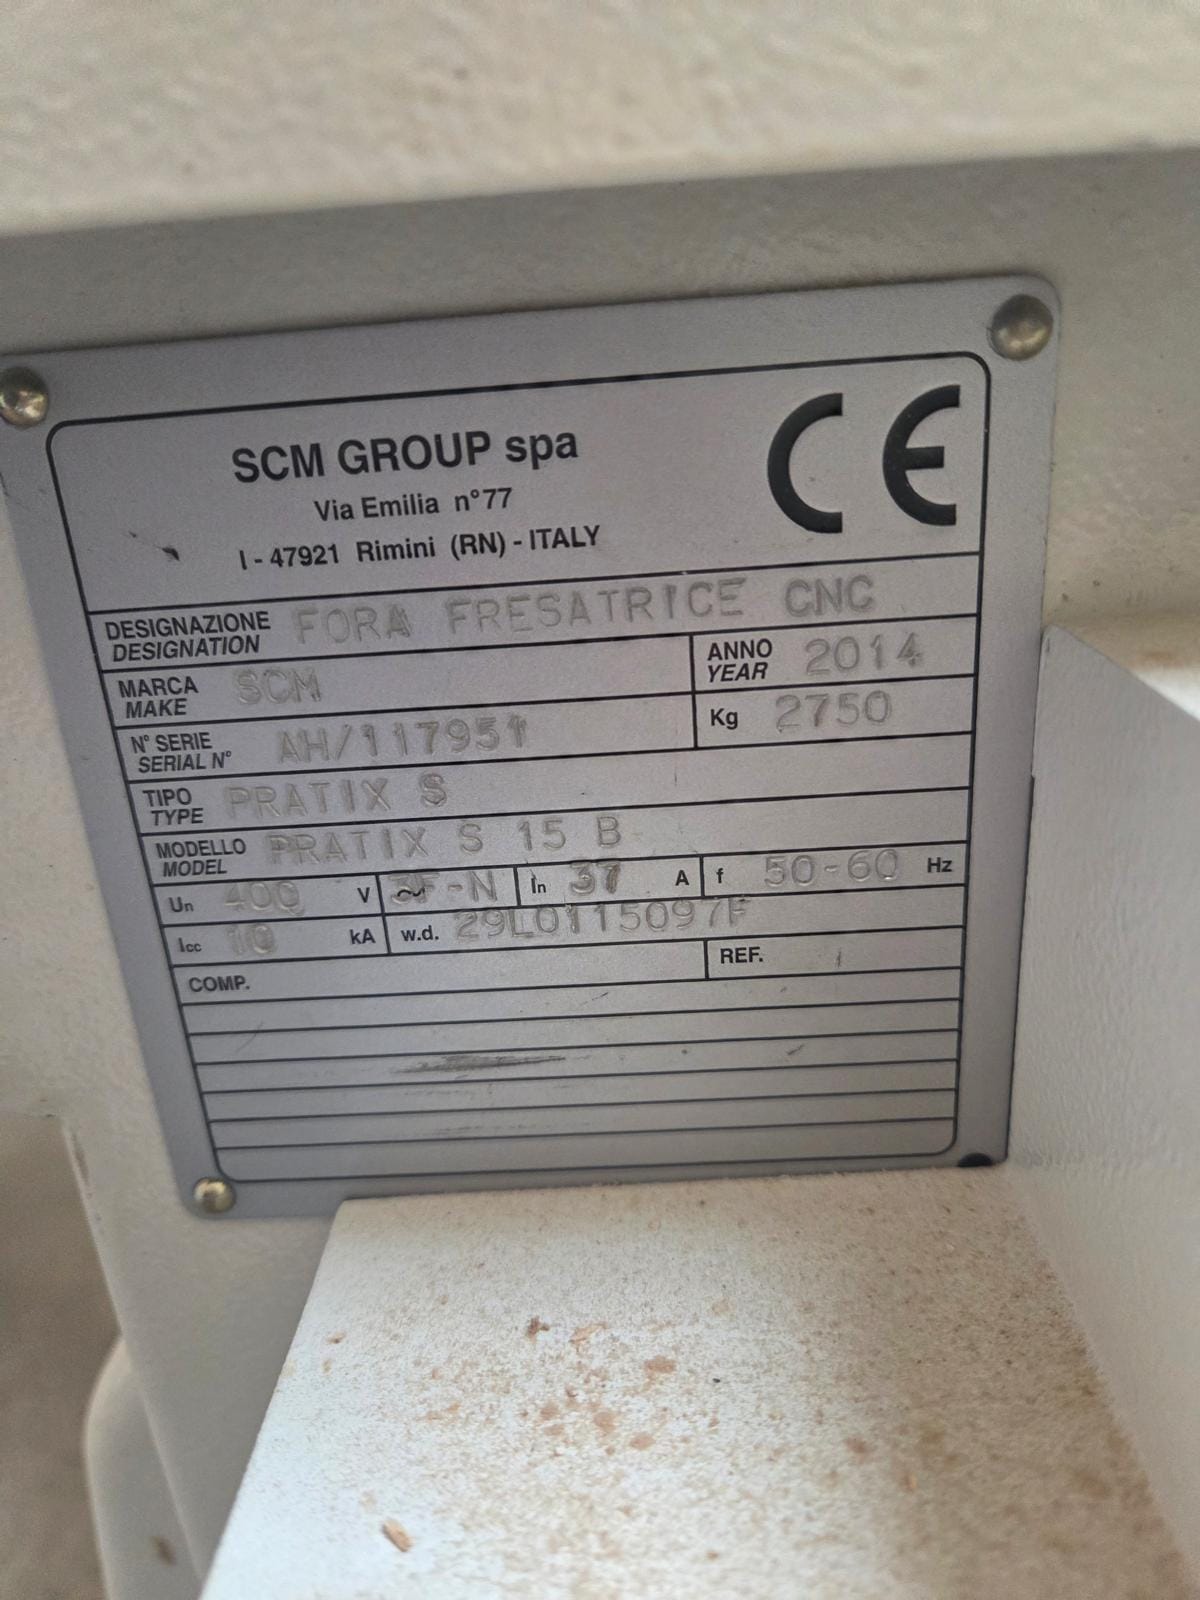 SCM GROUP spa
Via Emilia n°77
I - 47921 Rimini (RN) - ITALY
CE
DESIGNAZIONE FORA FRESATRICE CNC
DESIGNATION
MARCA SCM ANNO 2014
MAKE YEAR
N° SERIE AH/117951 Kg 2750
SERIAL N°
TIPO PRATIX S
TYPE
MODELLO PRATIX S 15 B
MODEL
Un 400 V ~ 3F-N In 37 A f 50-60 Hz
Icc 10 kA w.d. 29L0115097F
COMP. REF.